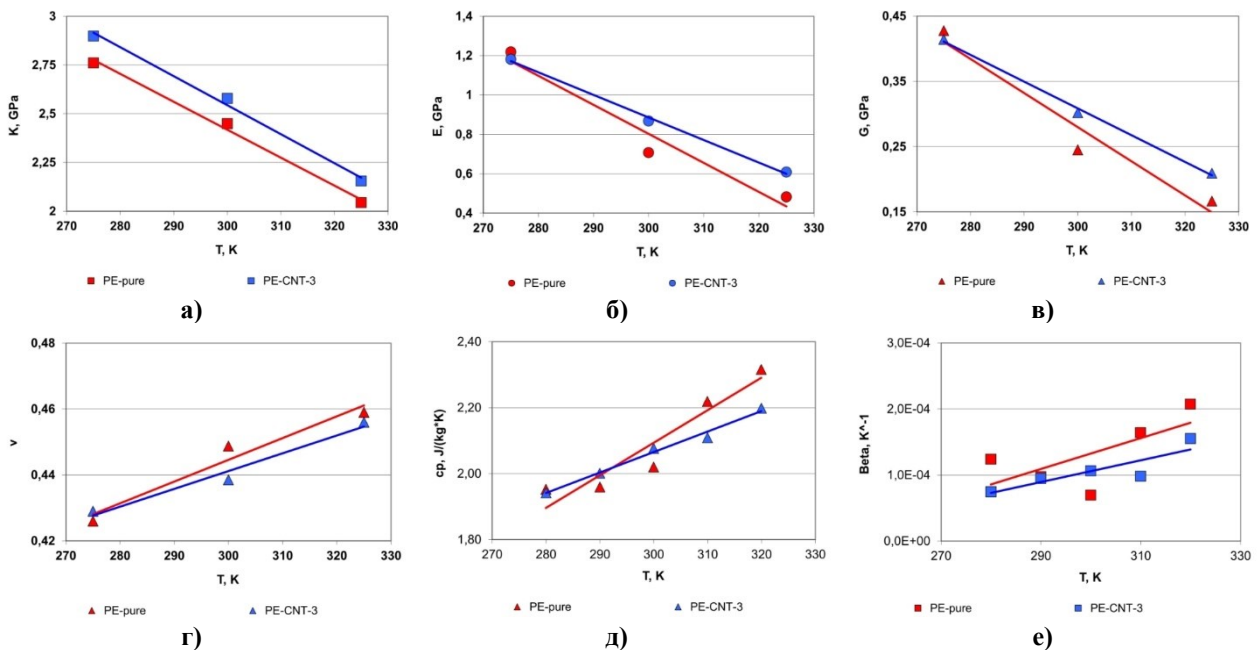 K, GPa
3
2,75
2,5
2,25
2
270 280 290 300 310 320 330
T, K
PE-pure PE-CNT-3
а)
E, GPa
1,4
1,2
1
0,8
0,6
0,4
270 280 290 300 310 320 330
T, K
PE-pure PE-CNT-3
б)
G, GPa
0,45
0,35
0,25
0,15
270 280 290 300 310 320 330
T, K
PE-pure PE-CNT-3
в)
v
0,48
0,46
0,44
0,42
270 280 290 300 310 320 330
T, K
PE-pure PE-CNT-3
г)
cp, J/(kg*K)
2,40
2,20
2,00
1,80
270 280 290 300 310 320 330
T, K
PE-pure PE-CNT-3
д)
Beta, K^-1
3,0E-04
2,0E-04
1,0E-04
0,0E+00
270 290 310 330
T, K
PE-pure PE-CNT-3
е)